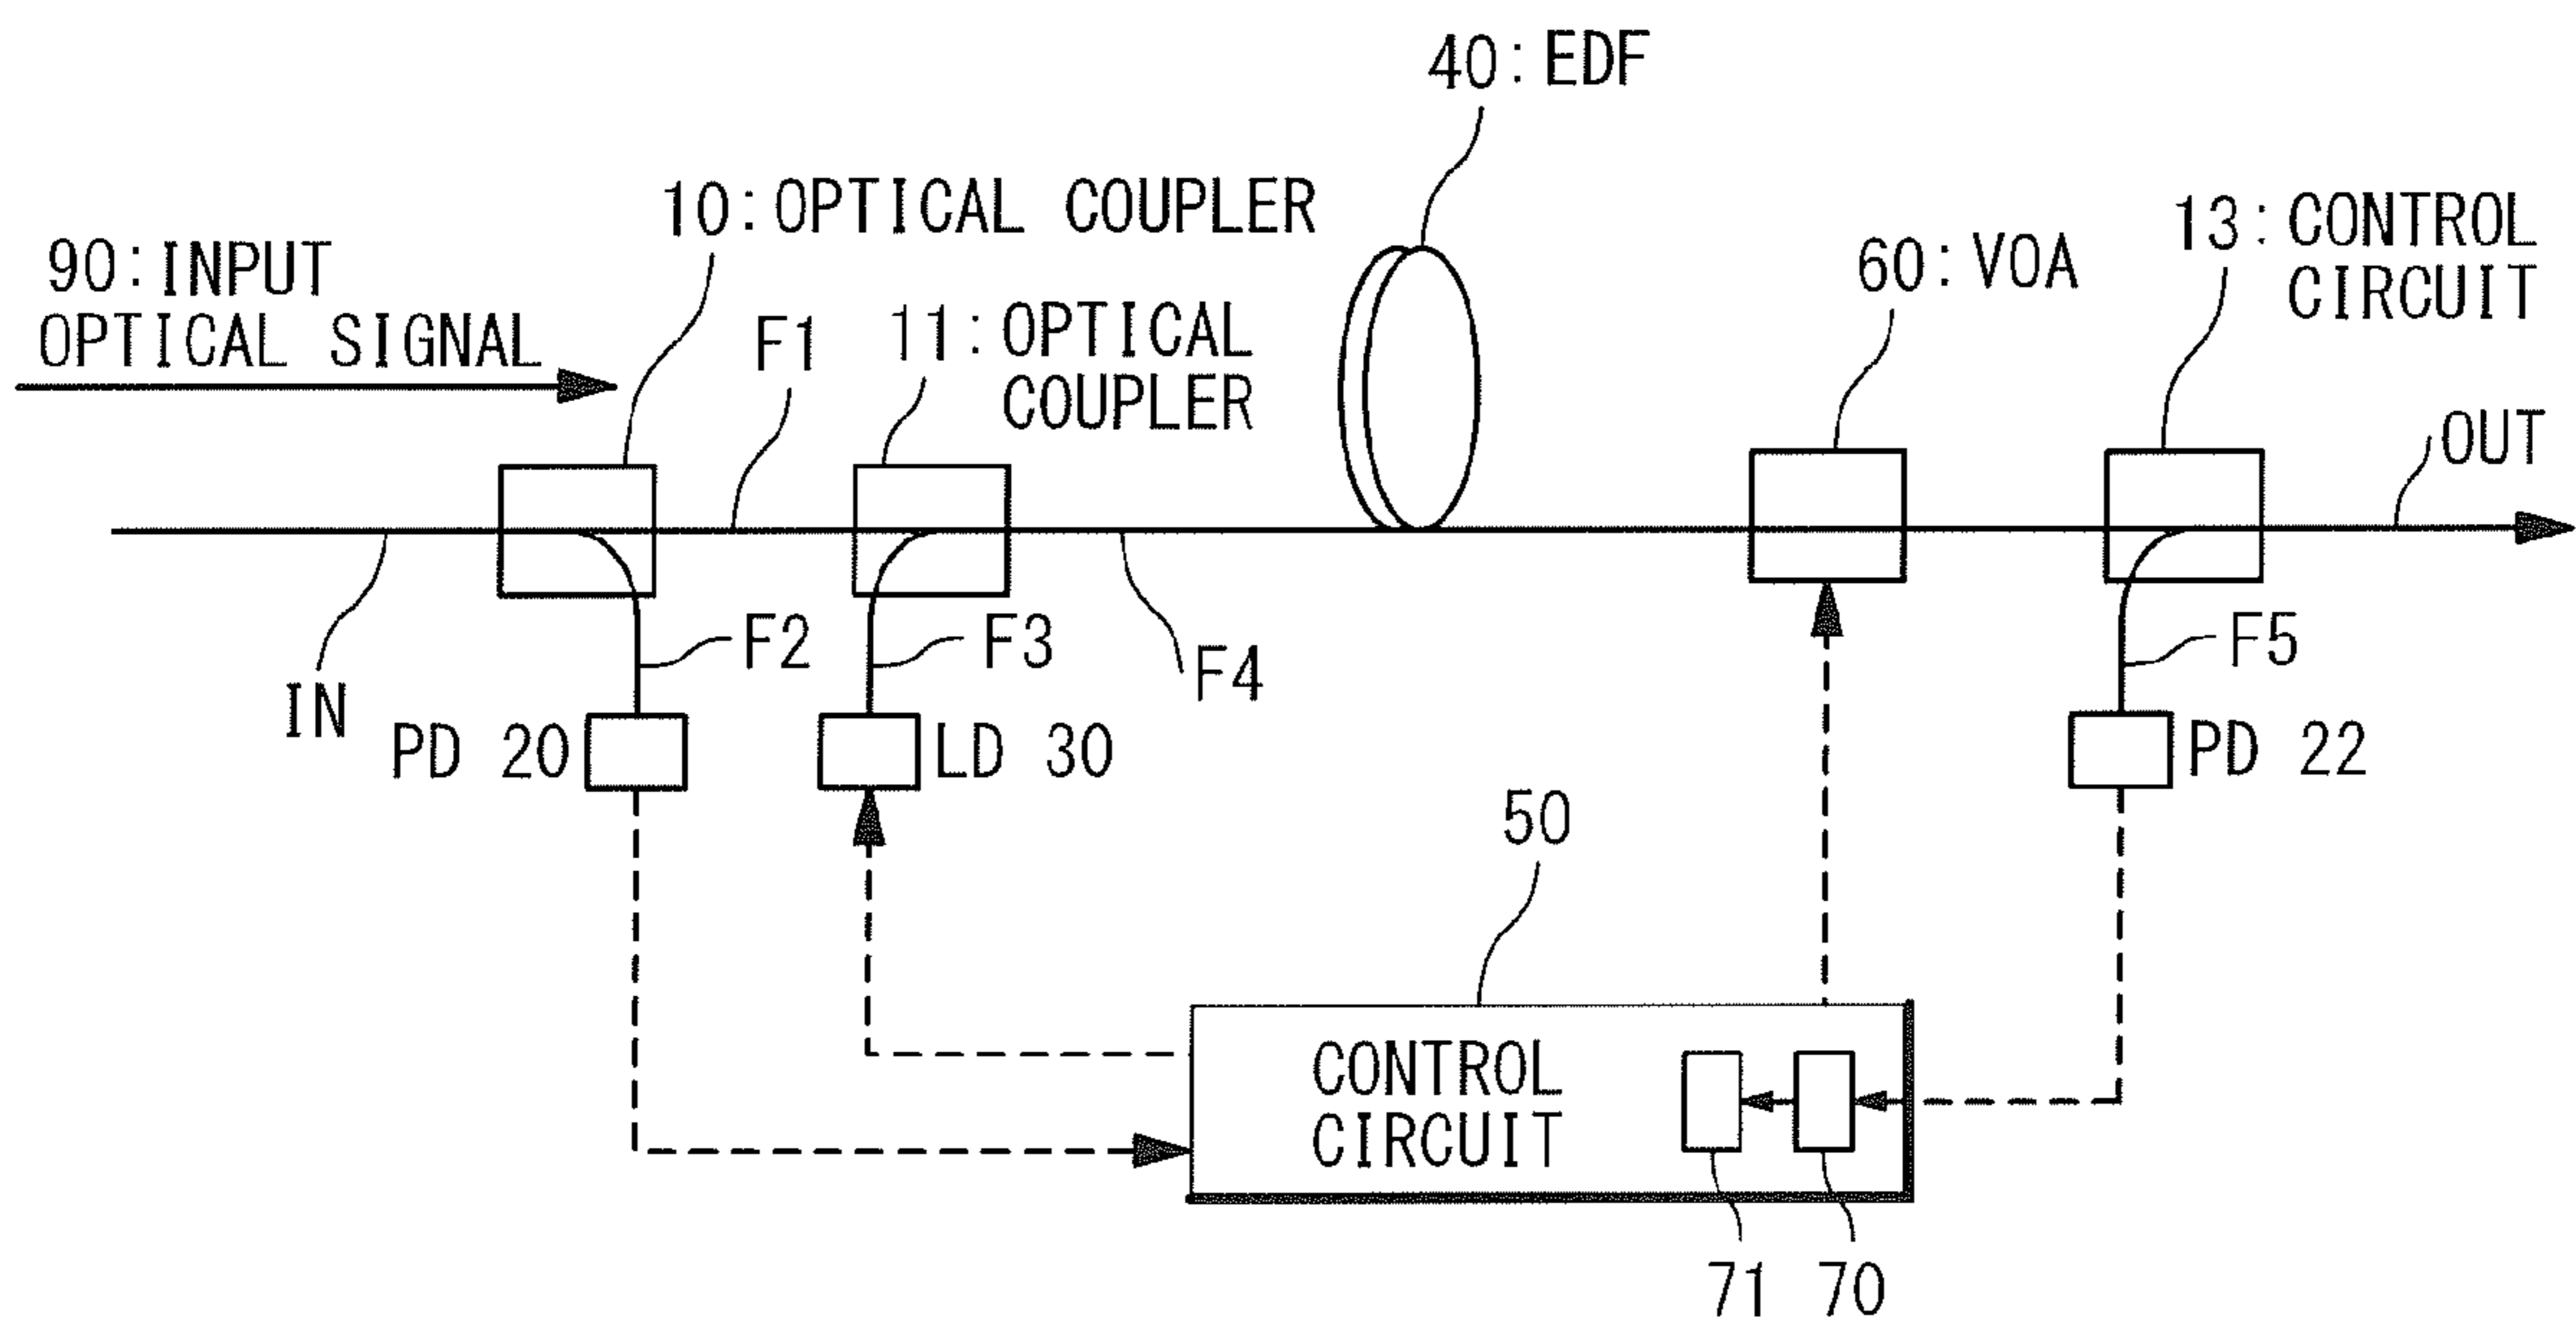 40:EDF
10:OPTICAL COUPLER
13:CONTROL
CIRCUIT
90:INPUT
OPTICAL SIGNAL
60:VOA
F1
11:OPTICAL
COUPLER
OUT
F2
F3
F4
F5
IN
PD 20
LD 30
PD 22
50
CONTROL
CIRCUIT
71
70